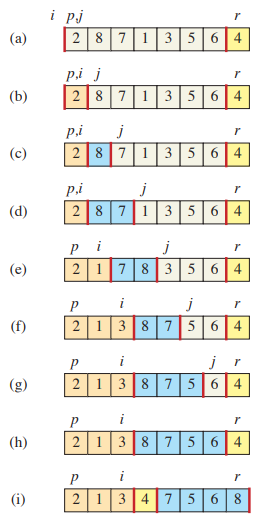 i p,j r
(a) 2 8 7 1 3 5 6 4
p,i j r
(b) 2 8 7 1 3 5 6 4
p,i j r
(c) 2 8 7 1 3 5 6 4
p,i j r
(d) 2 8 7 1 3 5 6 4
p i j r
(e) 2 1 7 8 3 5 6 4
p i j r
(f) 2 1 3 8 7 5 6 4
p i j r
(g) 2 1 3 8 7 5 6 4
p i r
(h) 2 1 3 8 7 5 6 4
p i r
(i) 2 1 3 4 7 5 6 8